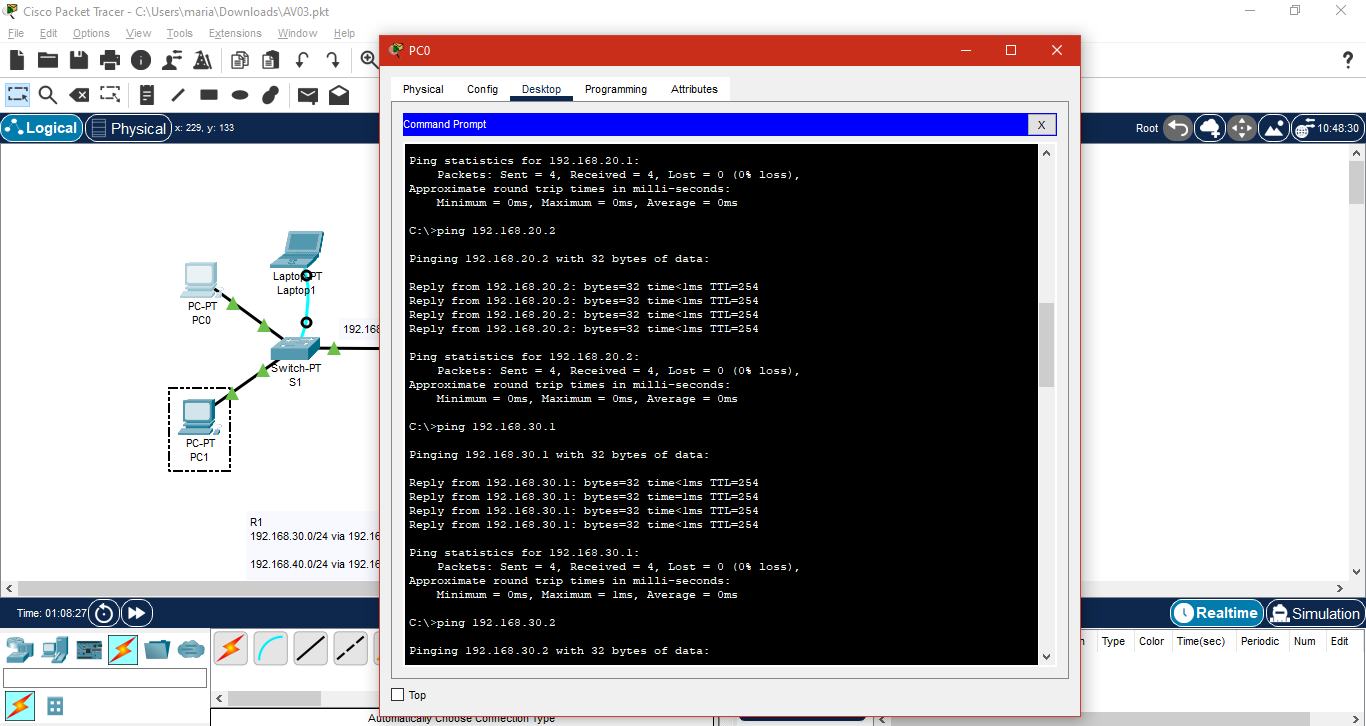 Cisco Packet Tracer - C:\Users\maria\Downloads\AV03.pkt
File Edit Options View Tools Extensions Window Help
?
Logical
Physical
x: 229, y: 133
Root
10:48:30
PC0
Physical Config Desktop Programming Attributes
Command Prompt
X
Ping statistics for 192.168.20.1:
Packets: Sent = 4, Received = 4, Lost = 0 (0% loss),
Approximate round trip times in milli-seconds:
Minimum = 0ms, Maximum = 0ms, Average = 0ms
C:\>ping 192.168.20.2
Pinging 192.168.20.2 with 32 bytes of data:
Reply from 192.168.20.2: bytes=32 time<1ms TTL=254
Reply from 192.168.20.2: bytes=32 time<1ms TTL=254
Reply from 192.168.20.2: bytes=32 time<1ms TTL=254
Reply from 192.168.20.2: bytes=32 time<1ms TTL=254
Ping statistics for 192.168.20.2:
Packets: Sent = 4, Received = 4, Lost = 0 (0% loss),
Approximate round trip times in milli-seconds:
Minimum = 0ms, Maximum = 0ms, Average = 0ms
C:\>ping 192.168.30.1
Pinging 192.168.30.1 with 32 bytes of data:
Reply from 192.168.30.1: bytes=32 time<1ms TTL=254
Reply from 192.168.30.1: bytes=32 time<1ms TTL=254
Reply from 192.168.30.1: bytes=32 time<1ms TTL=254
Reply from 192.168.30.1: bytes=32 time<1ms TTL=254
Ping statistics for 192.168.30.1:
Packets: Sent = 4, Received = 4, Lost = 0 (0% loss),
Approximate round trip times in milli-seconds:
Minimum = 0ms, Maximum = 1ms, Average = 0ms
C:\>ping 192.168.30.2
Pinging 192.168.30.2 with 32 bytes of data:
Top
Laptop-PT
Laptop1
PC-PT
PC0
192.168
Switch-PT
S1
PC-PT
PC1
R1
192.168.30.0/24 via 192.16
192.168.40.0/24 via 192.16
Time: 01:08:27
Realtime
Simulation
Type Color Time(sec) Periodic Num Edit
Automatically Choose Connection Type